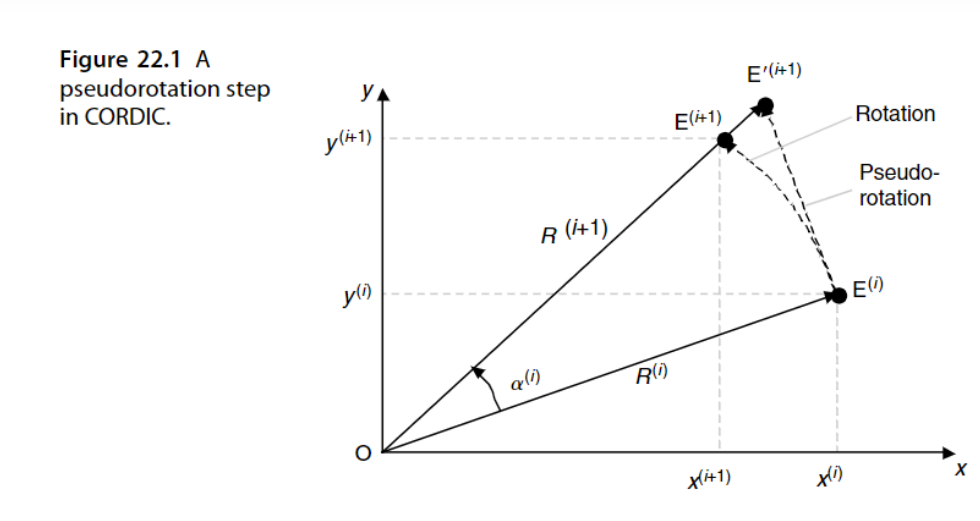 Figure 22.1 A
pseudorotation step
in CORDIC.
y
E′(i+1)
E(i+1)
Rotation
y(i+1)
Pseudo-
rotation
R (i+1)
y(i)
E(i)
α(i)
R(i)
O
x(i+1)
x(i)
x